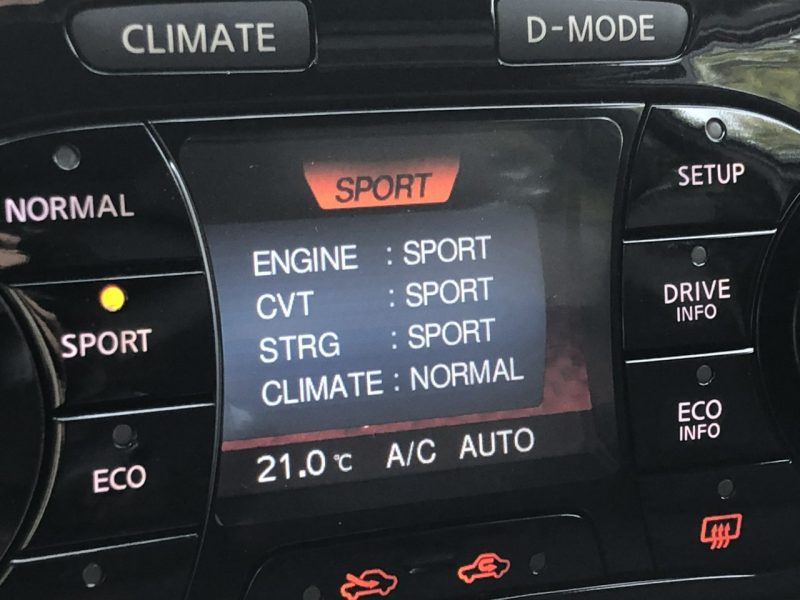 CLIMATE
D-MODE
NORMAL
SPORT
ECO
SPORT
ENGINE : SPORT
CVT : SPORT
STRG : SPORT
CLIMATE : NORMAL
21.0 °C A/C AUTO
SETUP
DRIVE
INFO
ECO
INFO